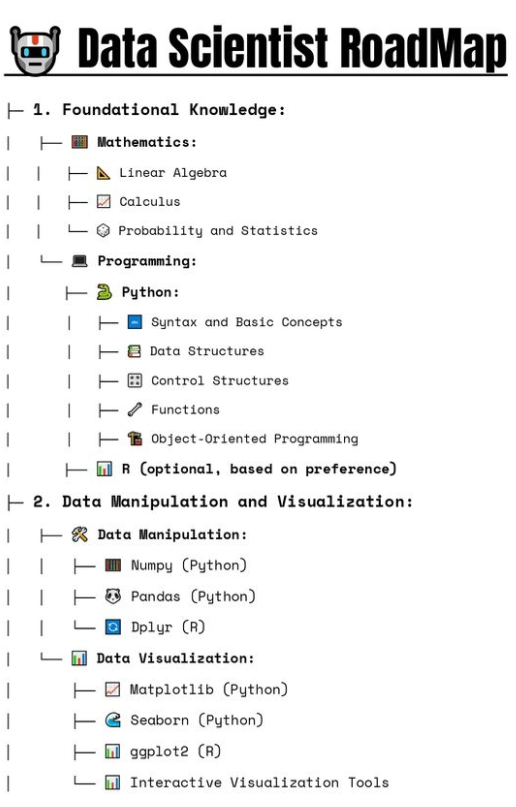 Data Scientist RoadMap
1. Foundational Knowledge:
Mathematics:
Linear Algebra
Calculus
Probability and Statistics
Programming:
Python:
Syntax and Basic Concepts
Data Structures
Control Structures
Functions
Object-Oriented Programming
R (optional, based on preference)
2. Data Manipulation and Visualization:
Data Manipulation:
Numpy (Python)
Pandas (Python)
Dplyr (R)
Data Visualization:
Matplotlib (Python)
Seaborn (Python)
ggplot2 (R)
Interactive Visualization Tools